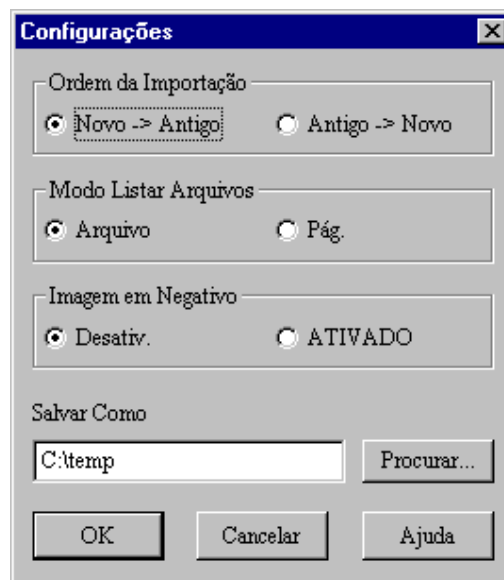 Configurações
Ordem da Importação
Novo -> Antigo Antigo -> Novo
Modo Listar Arquivos
Arquivo Pág.
Imagem em Negativo
Desativ. ATIVADO
Salvar Como
C:\temp Procurar...
OK Cancelar Ajuda